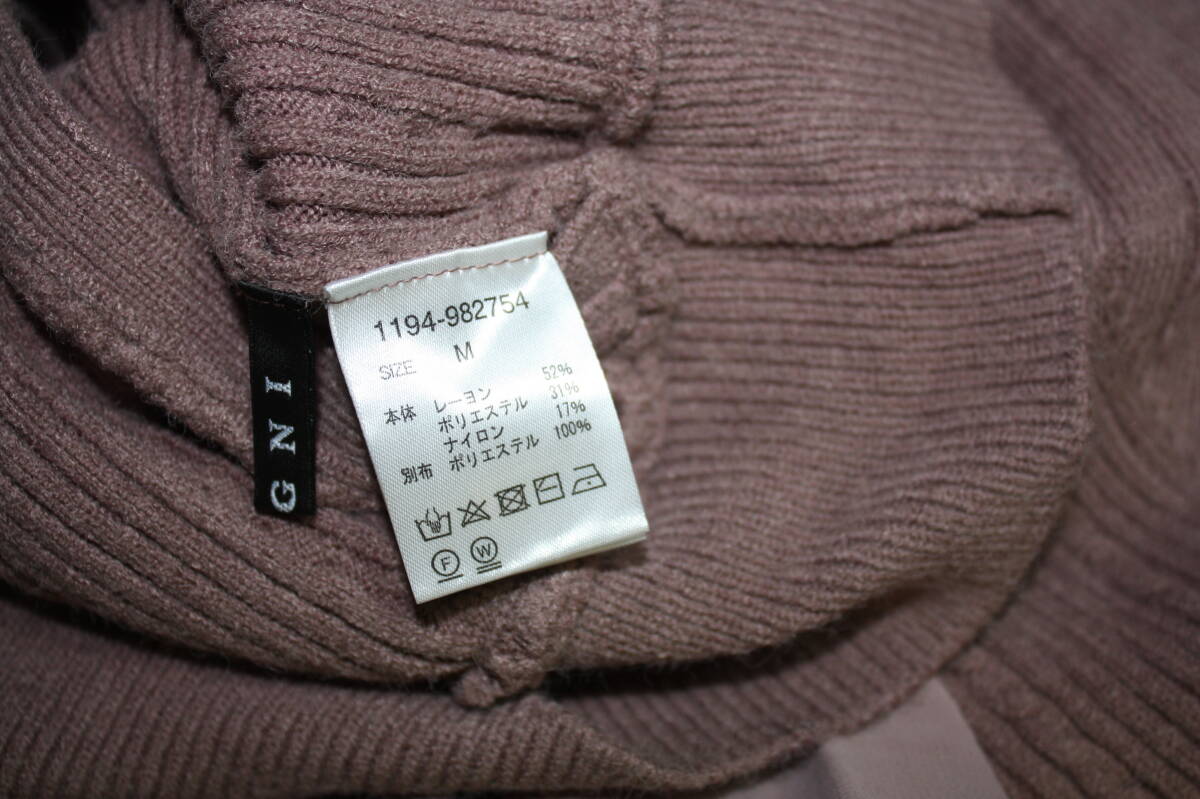 1194-982754
SIZE M
本体 レーヨン 52%
ポリエステル 31%
ナイロン 17%
別布 ポリエステル 100%
F W
I N G